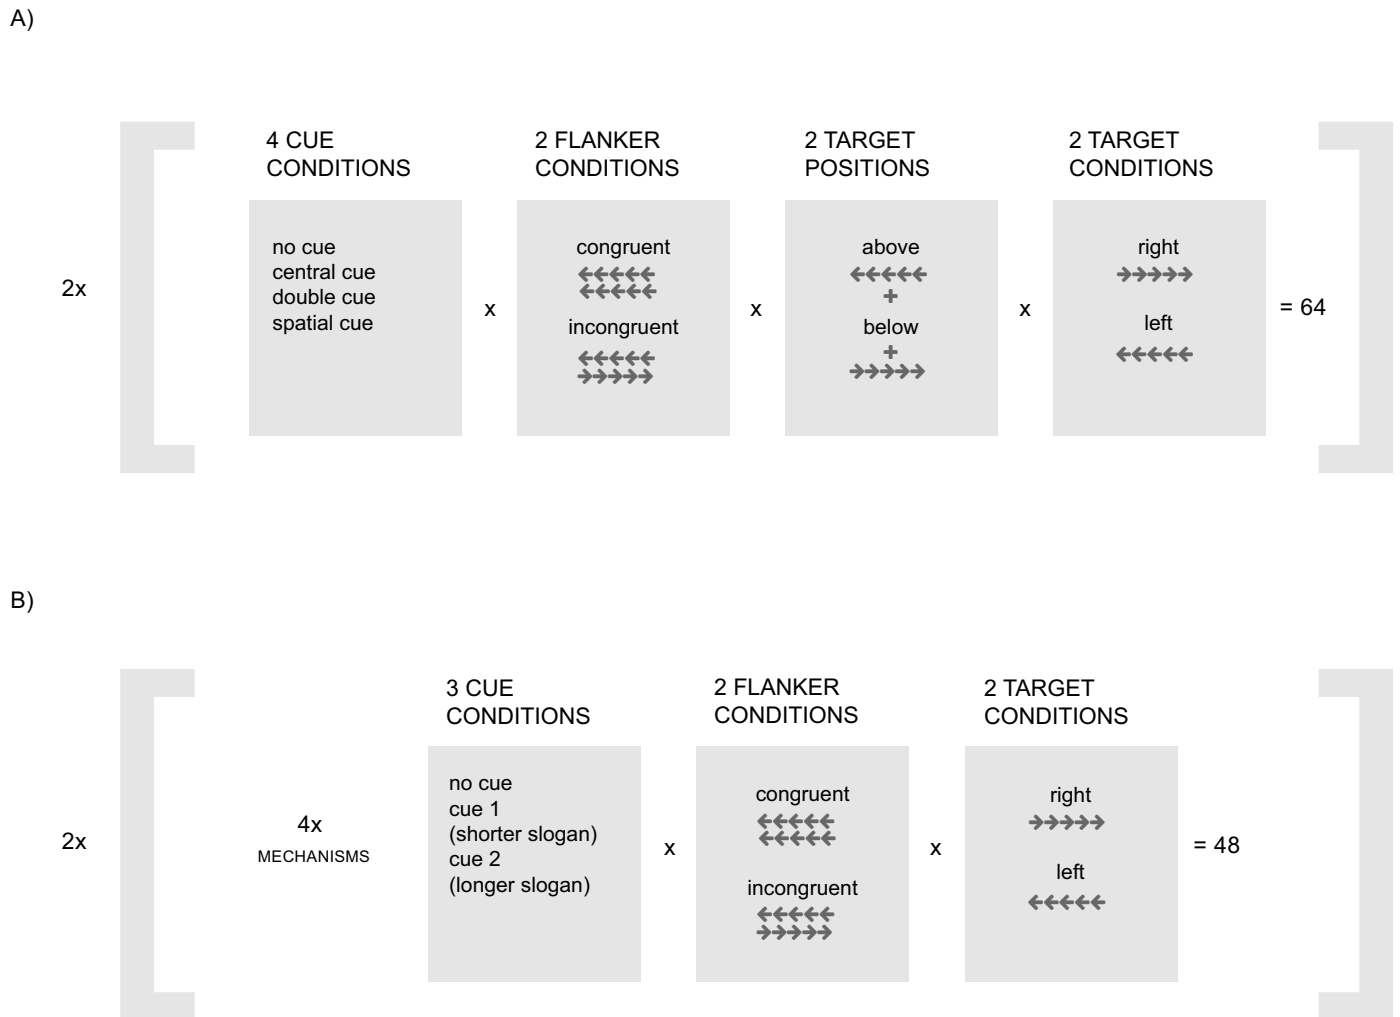 A)
2x
4 CUE
CONDITIONS
no cue
central cue
double cue
spatial cue
x
2 FLANKER
CONDITIONS
congruent
←←←←←
←←←←←
incongruent
←←←←←
→→→→→
x
2 TARGET
POSITIONS
above
←←←←←
+
below
+
→→→→→
x
2 TARGET
CONDITIONS
right
→→→→→
left
←←←←←
= 64
B)
2x
4x
MECHANISMS
3 CUE
CONDITIONS
no cue
cue 1
(shorter slogan)
cue 2
(longer slogan)
x
2 FLANKER
CONDITIONS
congruent
←←←←←
←←←←←
incongruent
←←←←←
→→→→→
x
2 TARGET
CONDITIONS
right
→→→→→
left
←←←←←
= 48